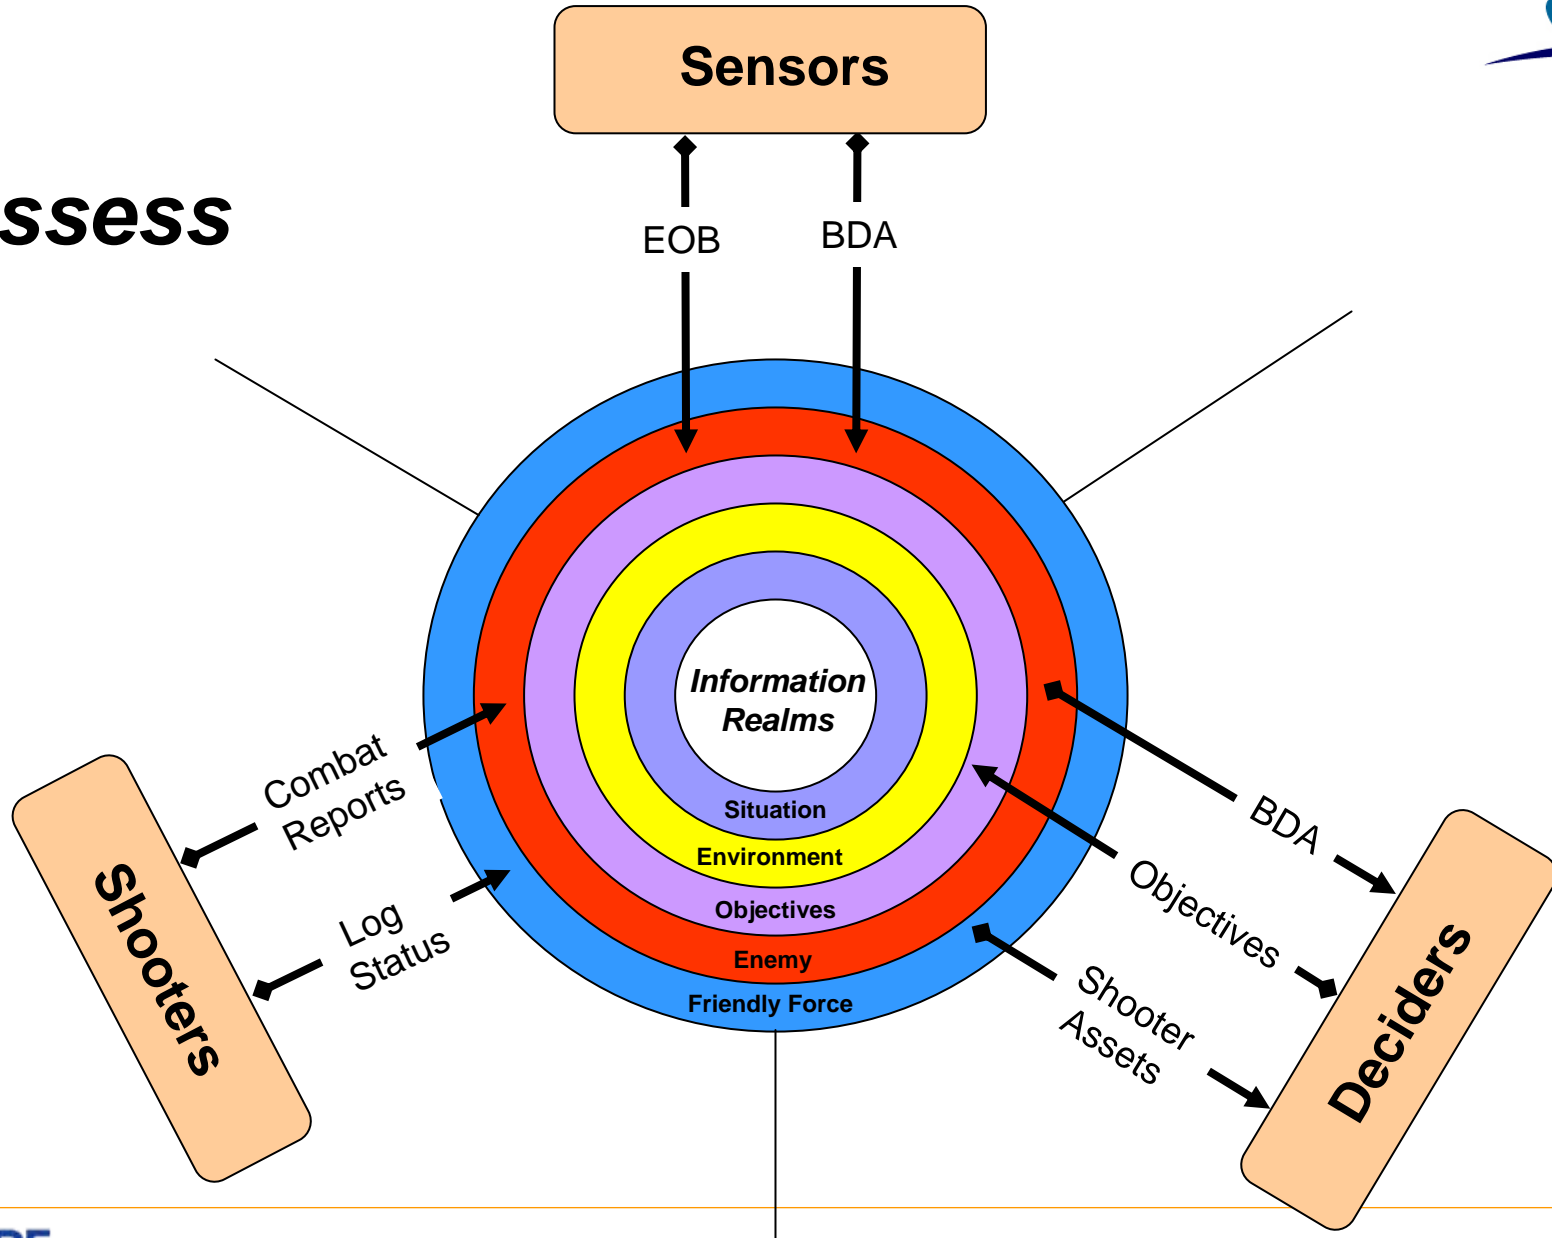 Sensors
ssess
EOB
BDA
Information
Realms
Situation
Environment
Objectives
Enemy
Friendly Force
Combat
Reports
Log
Status
Shooters
BDA
Objectives
Shooter
Assets
Deciders